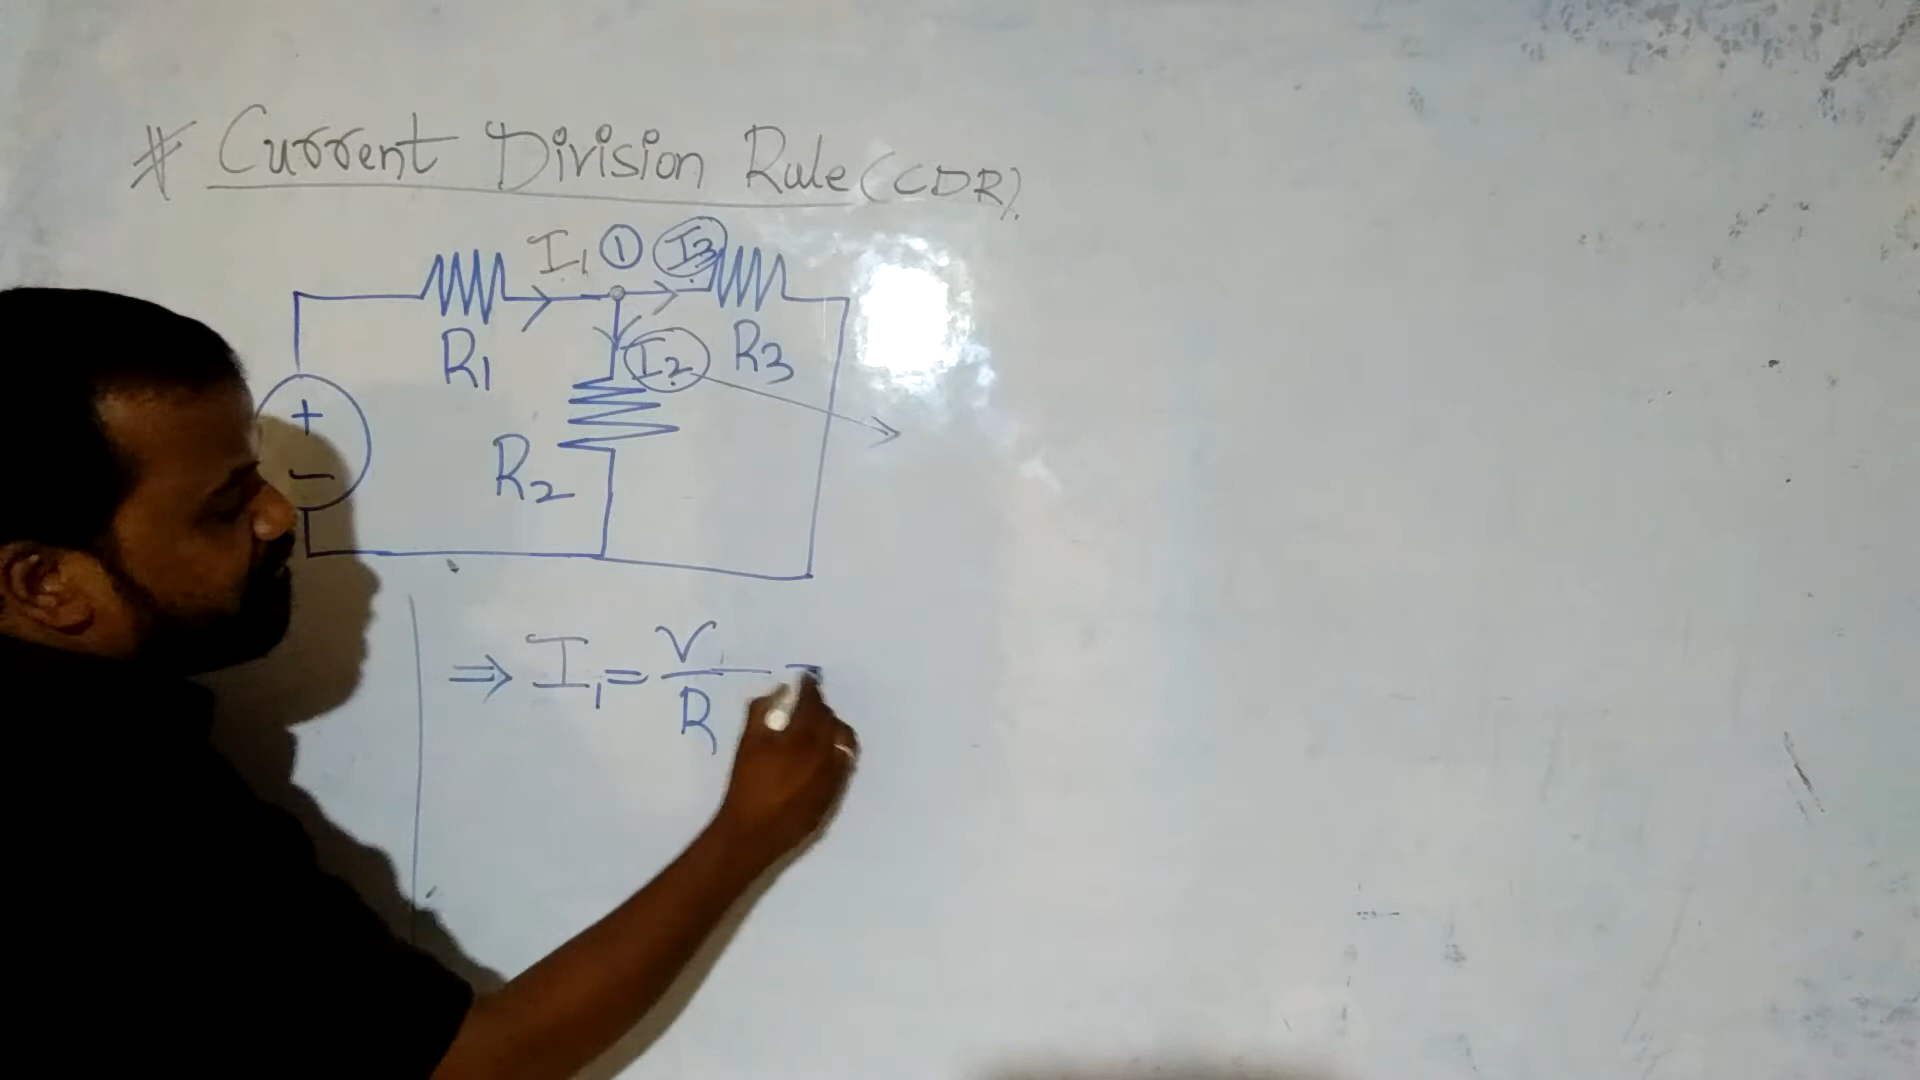 * Current Division Rule (CDR)
I1 ① I3
R1 I2 R3
+
-
R2
⇒ I1 = V/R